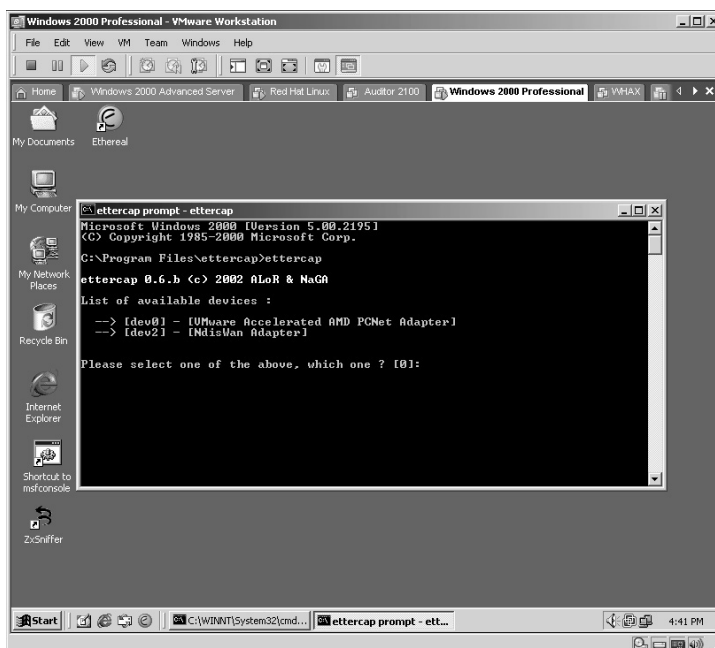 Windows 2000 Professional - VMware Workstation
File Edit View VM Team Windows Help
Home Windows 2000 Advanced Server Red Hat Linux Auditor 2100 Windows 2000 Professional WHAX
My Documents
Ethereal
My Computer
My Network Places
Recycle Bin
Internet Explorer
Shortcut to msfconsole
ZxSniffer
ettercap prompt - ettercap
Microsoft Windows 2000 [Version 5.00.2195]
(C) Copyright 1985-2000 Microsoft Corp.
C:\Program Files\ettercap>ettercap
ettercap 0.6.b (c) 2002 ALoR & NaGA
List of available devices :
--> [dev0] - [VMware Accelerated AMD PCNet Adapter]
--> [dev2] - [NdisWan Adapter]
Please select one of the above, which one ? [0]:
Start C:\WINNT\System32\cmd... ettercap prompt - ett... 4:41 PM